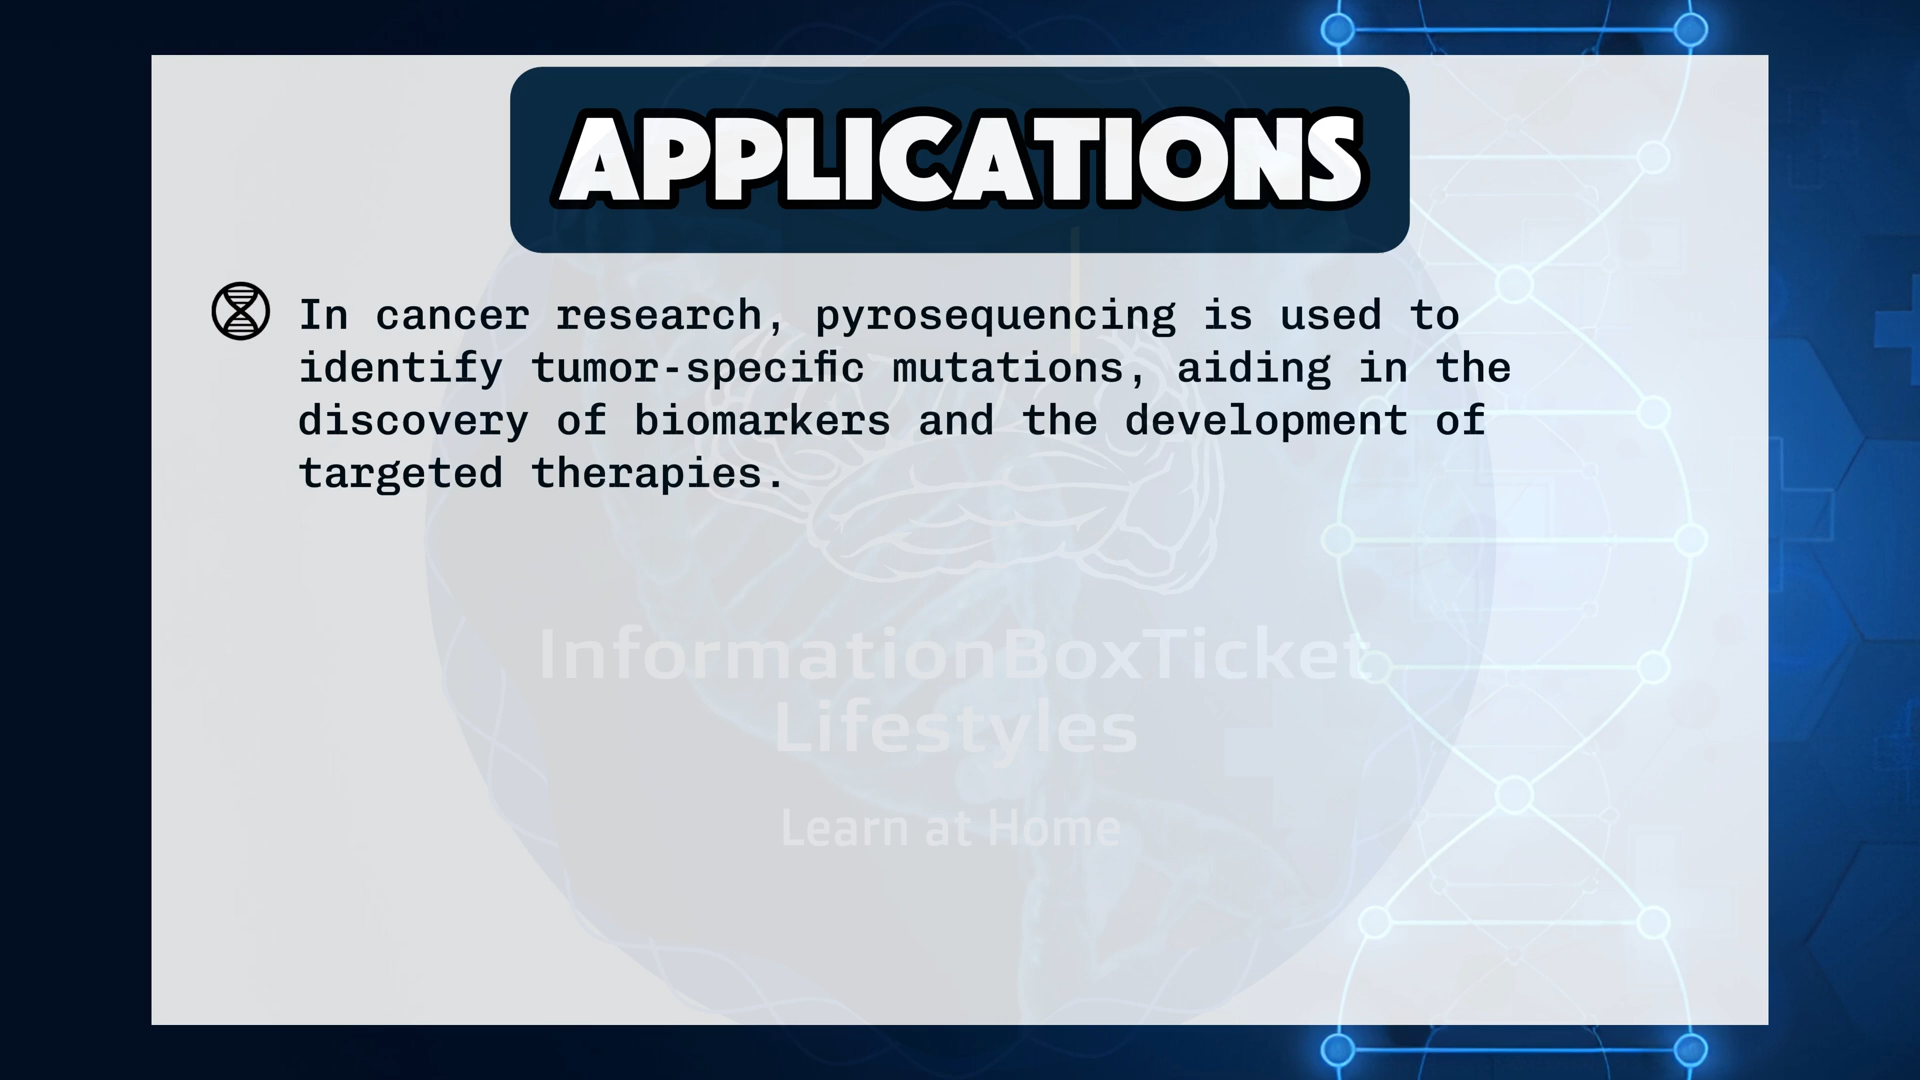 APPLICATIONS
In cancer research, pyrosequencing is used to
identify tumor-specific mutations, aiding in the
discovery of biomarkers and the development of
targeted therapies.
InformationBoxTicket
Lifestyles
Learn at Home